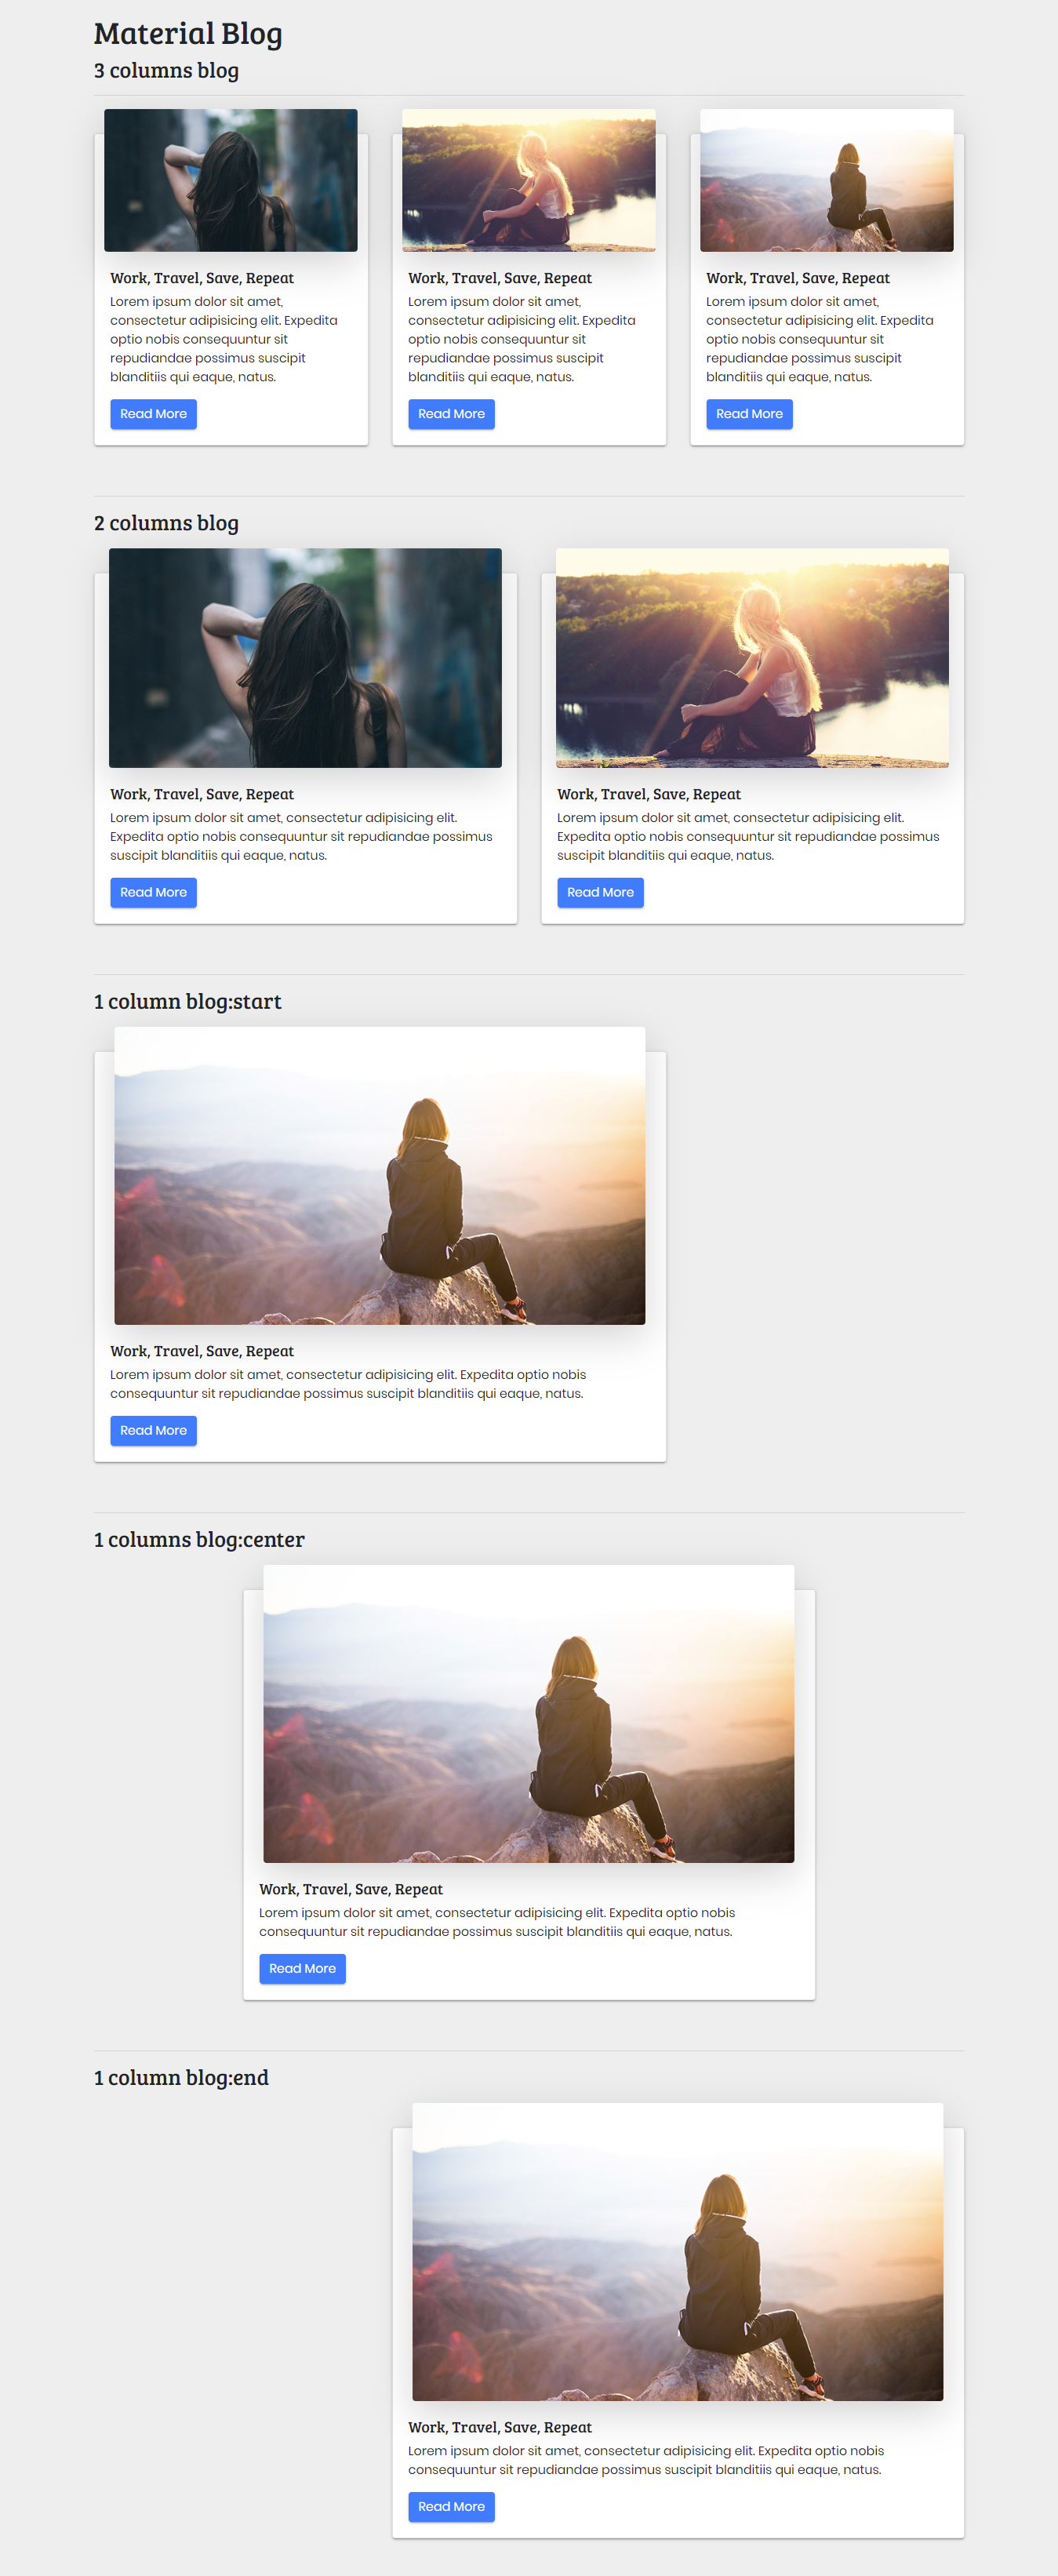 Material Blog
3 columns blog
Work, Travel, Save, Repeat
Lorem ipsum dolor sit amet,
consectetur adipisicing elit. Expedita
optio nobis consequuntur sit
repudiandae possimus suscipit
blanditiis qui eaque, natus.
Read More
Work, Travel, Save, Repeat
Lorem ipsum dolor sit amet,
consectetur adipisicing elit. Expedita
optio nobis consequuntur sit
repudiandae possimus suscipit
blanditiis qui eaque, natus.
Read More
Work, Travel, Save, Repeat
Lorem ipsum dolor sit amet,
consectetur adipisicing elit. Expedita
optio nobis consequuntur sit
repudiandae possimus suscipit
blanditiis qui eaque, natus.
Read More
2 columns blog
Work, Travel, Save, Repeat
Lorem ipsum dolor sit amet, consectetur adipisicing elit.
Expedita optio nobis consequuntur sit repudiandae possimus
suscipit blanditiis qui eaque, natus.
Read More
Work, Travel, Save, Repeat
Lorem ipsum dolor sit amet, consectetur adipisicing elit.
Expedita optio nobis consequuntur sit repudiandae possimus
suscipit blanditiis qui eaque, natus.
Read More
1 column blog:start
Work, Travel, Save, Repeat
Lorem ipsum dolor sit amet, consectetur adipisicing elit. Expedita optio nobis
consequuntur sit repudiandae possimus suscipit blanditiis qui eaque, natus.
Read More
1 columns blog:center
Work, Travel, Save, Repeat
Lorem ipsum dolor sit amet, consectetur adipisicing elit. Expedita optio nobis
consequuntur sit repudiandae possimus suscipit blanditiis qui eaque, natus.
Read More
1 column blog:end
Work, Travel, Save, Repeat
Lorem ipsum dolor sit amet, consectetur adipisicing elit. Expedita optio nobis
consequuntur sit repudiandae possimus suscipit blanditiis qui eaque, natus.
Read More